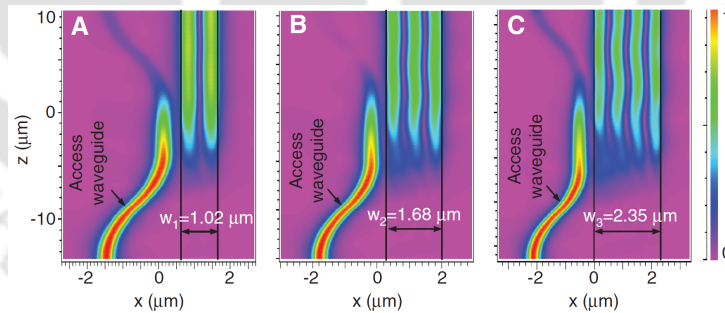 A
B
C
10
0
-10
z (μm)
Access
waveguide
w₁=1.02 μm
-2
0
2
x (μm)
Access
waveguide
w₂=1.68 μm
-2
0
2
x (μm)
Access
waveguide
w₃=2.35 μm
-2
0
2
x (μm)